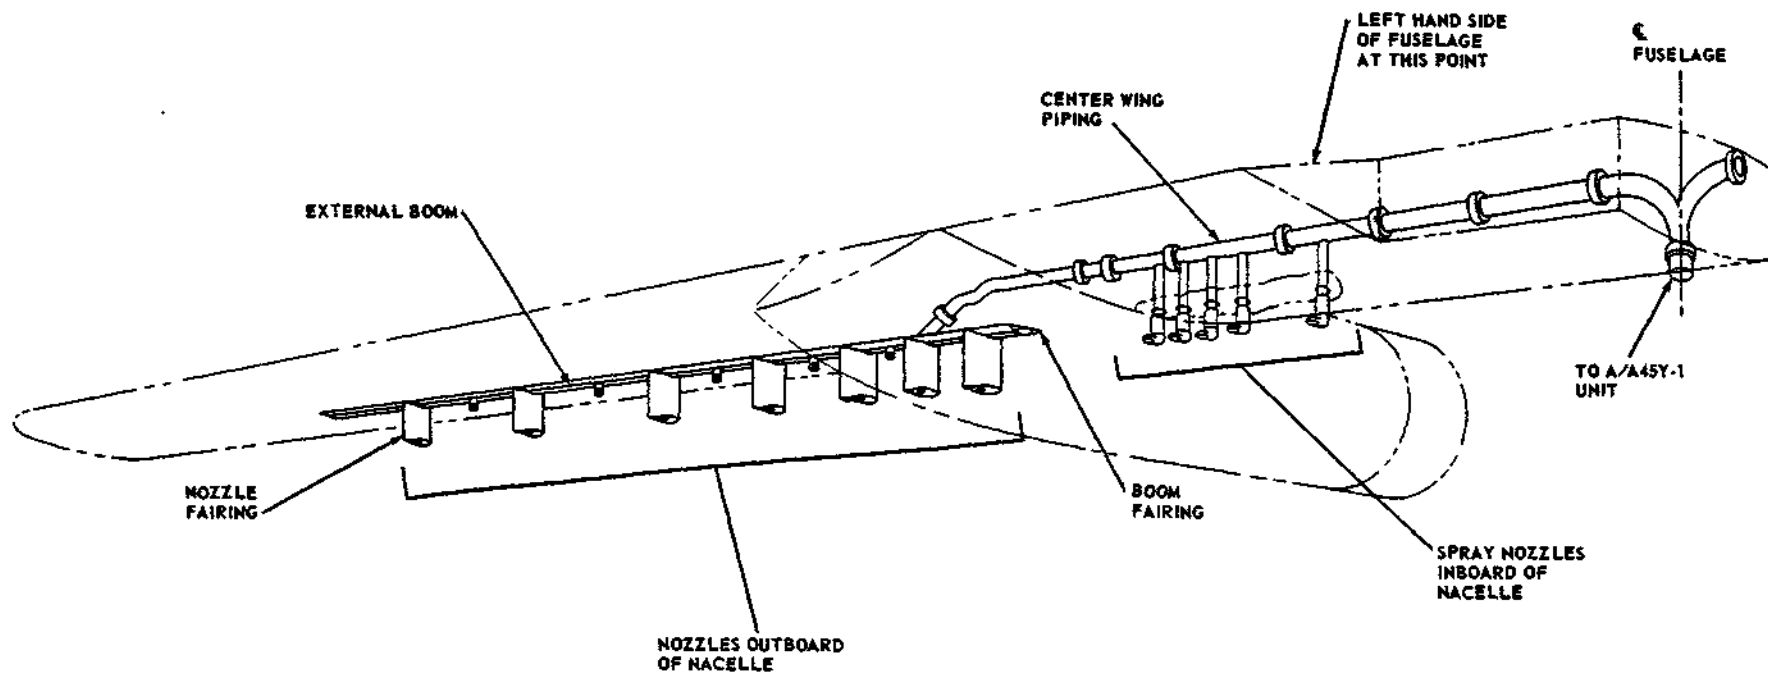 LEFT HAND SIDE
OF FUSELAGE
AT THIS POINT
℄
FUSELAGE
CENTER WING
PIPING
EXTERNAL BOOM
TO A/A45Y-1
UNIT
NOZZLE
FAIRING
BOOM
FAIRING
SPRAY NOZZLES
INBOARD OF
NACELLE
NOZZLES OUTBOARD
OF NACELLE